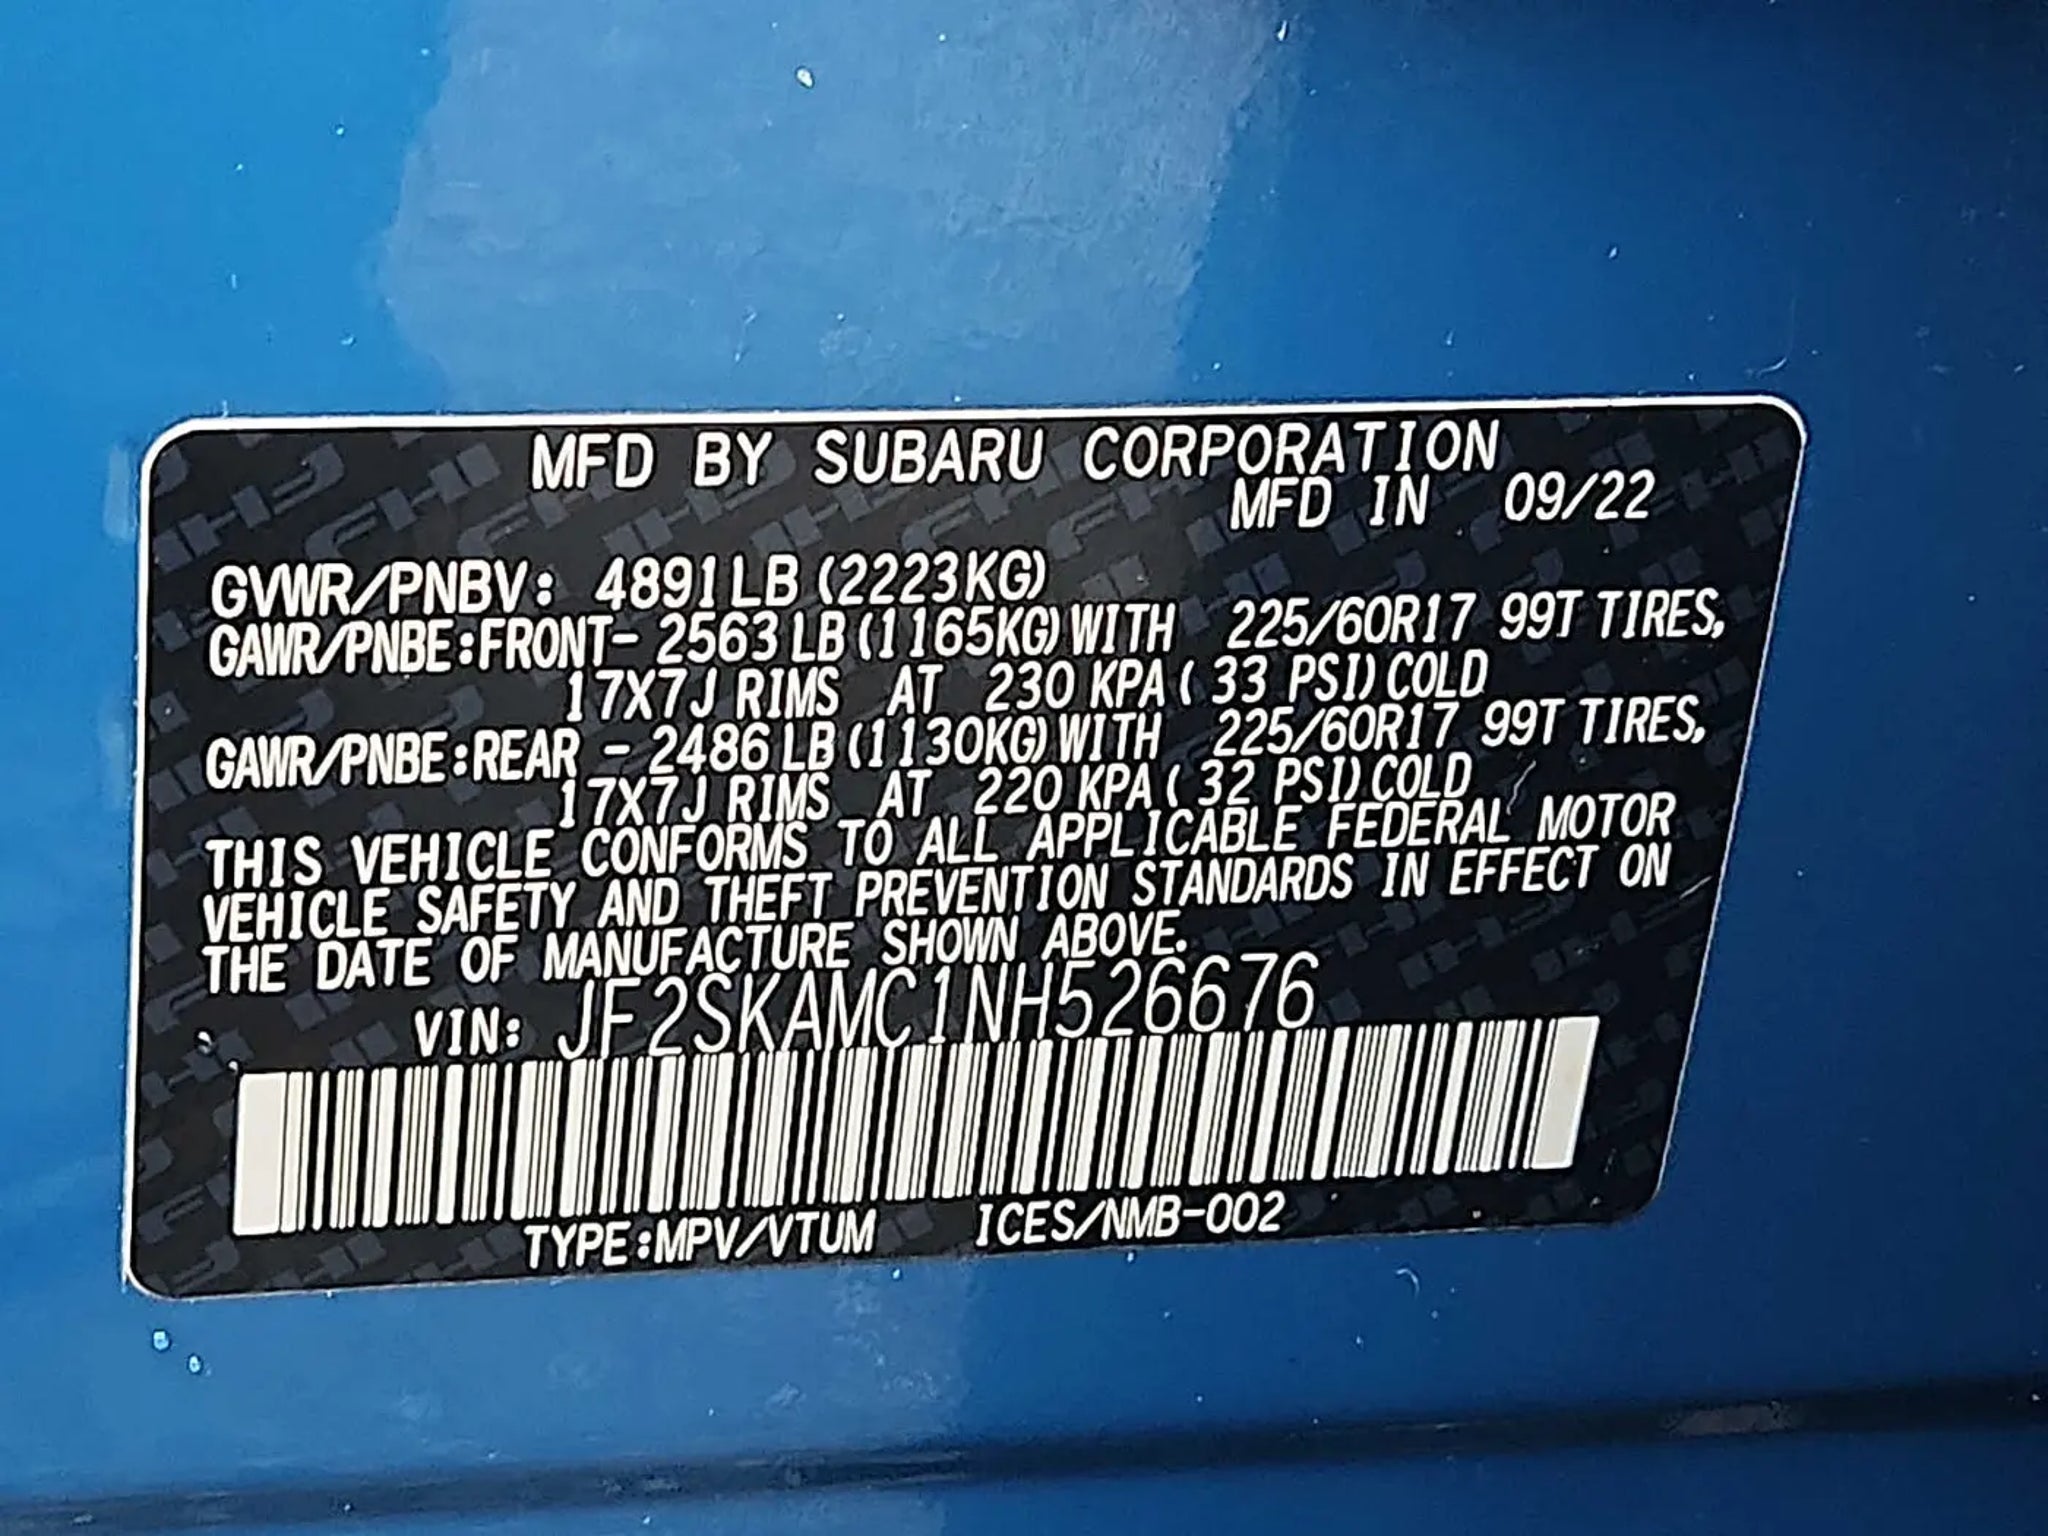 MFD BY SUBARU CORPORATION
MFD IN 09/22
GVWR/PNBV: 4891LB (2223KG)
GAWR/PNBE:FRONT- 2563 LB (1165KG) WITH 225/60R17 99T TIRES,
17X7J RIMS AT 230 KPA ( 33 PSI) COLD
GAWR/PNBE:REAR - 2486 LB (1130KG) WITH 225/60R17 99T TIRES,
17X7J RIMS AT 220 KPA ( 32 PSI) COLD
THIS VEHICLE CONFORMS TO ALL APPLICABLE FEDERAL MOTOR
VEHICLE SAFETY AND THEFT PREVENTION STANDARDS IN EFFECT ON
THE DATE OF MANUFACTURE SHOWN ABOVE.
VIN: JF2SKAMC1NH526676
TYPE:MPV/VTUM ICES/NMB-002